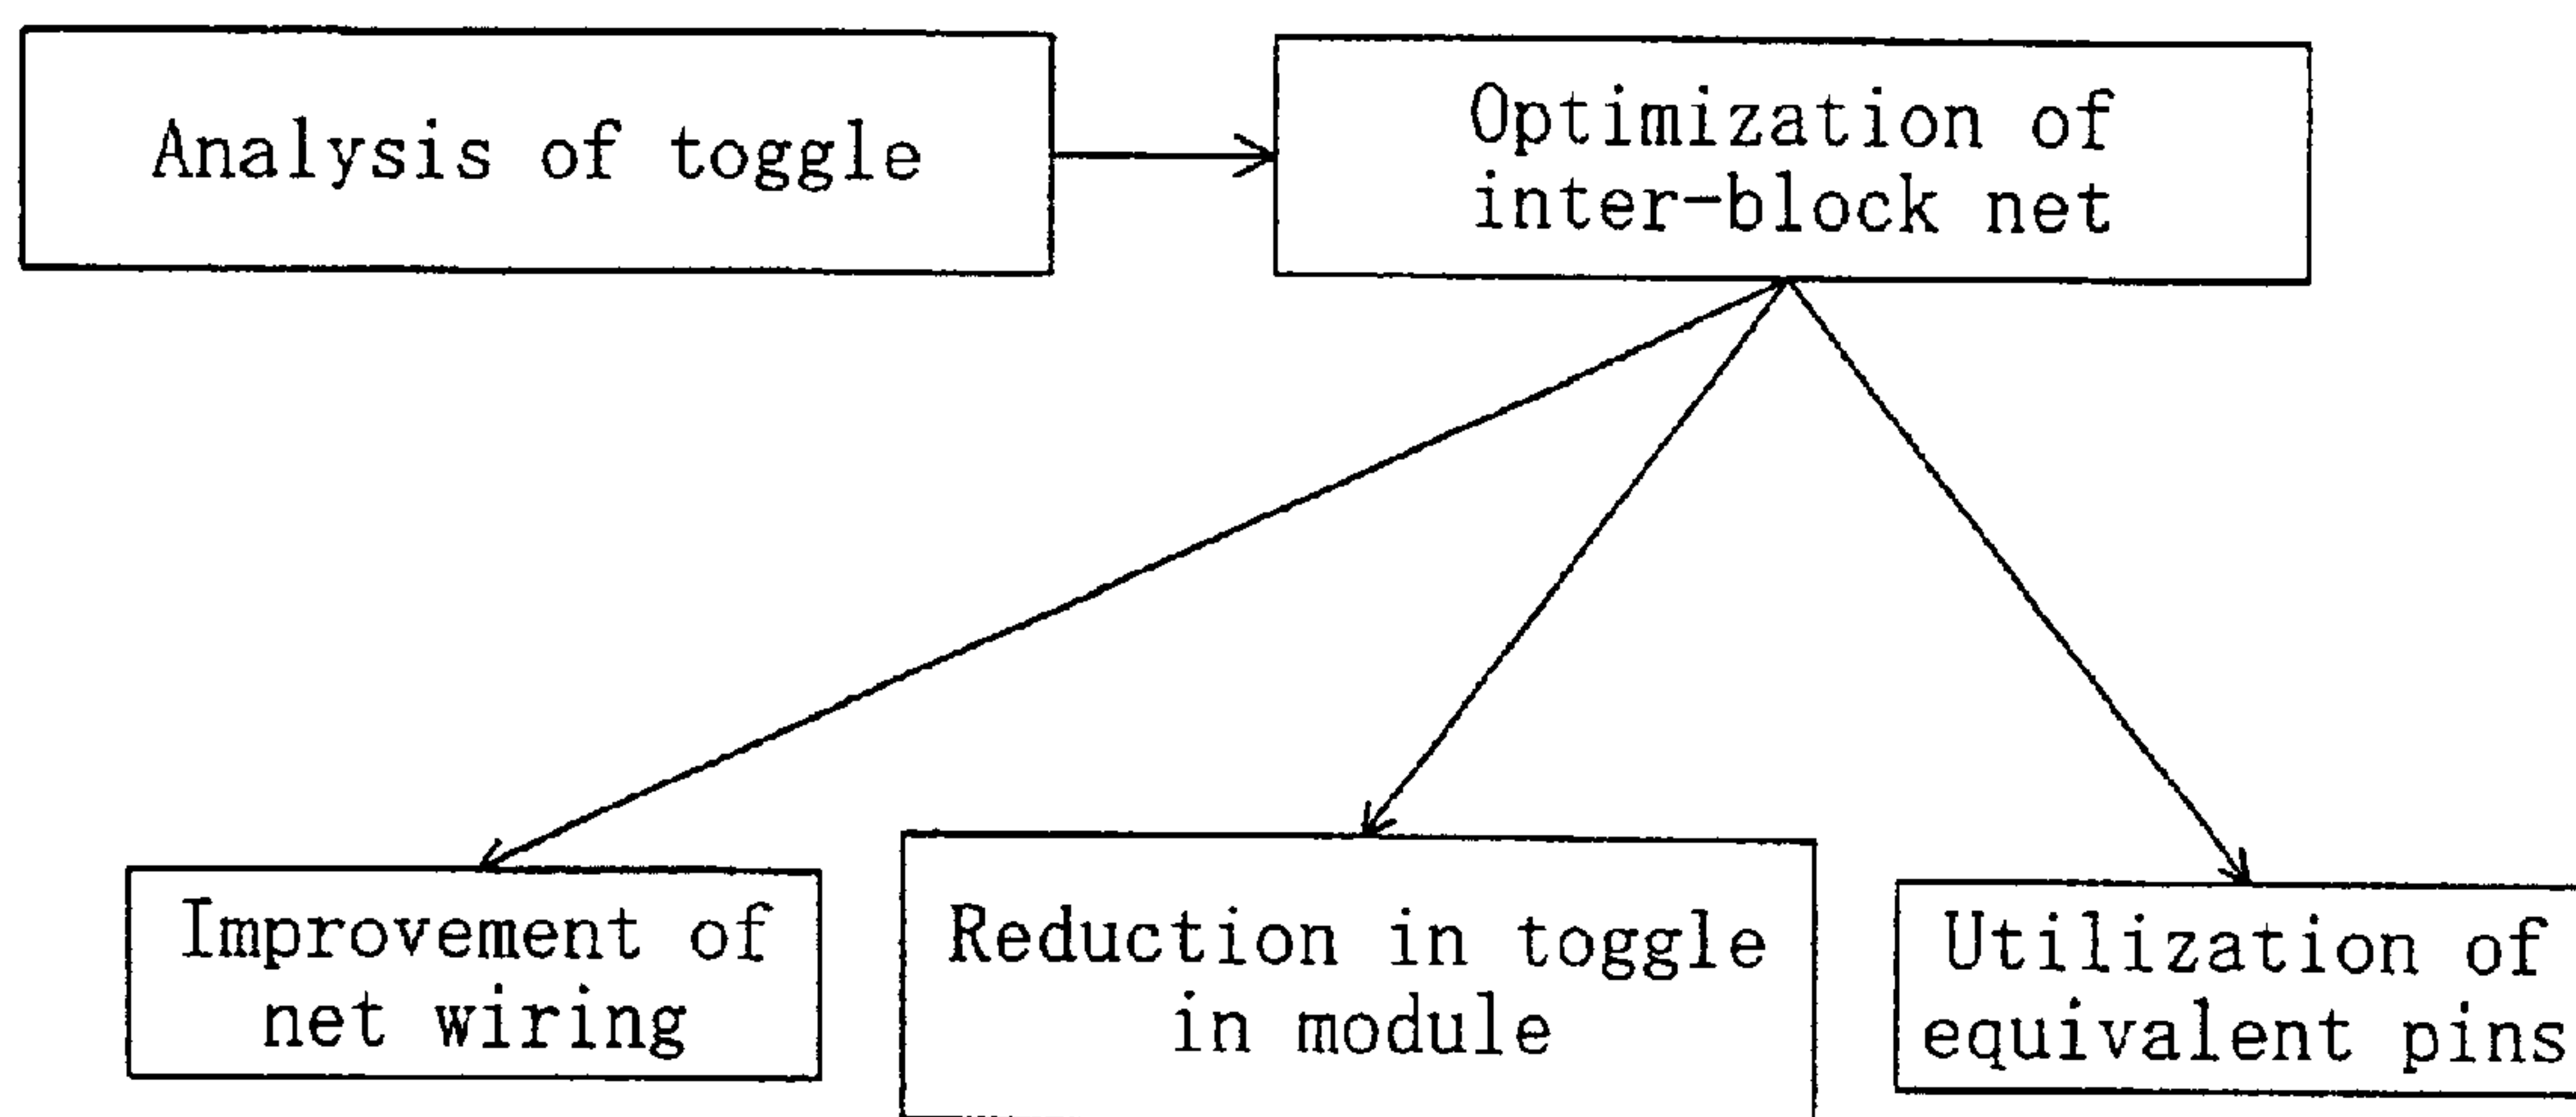 Analysis of toggle
Optimization of
inter-block net
Improvement of
net wiring
Reduction in toggle
in module
Utilization of
equivalent pins